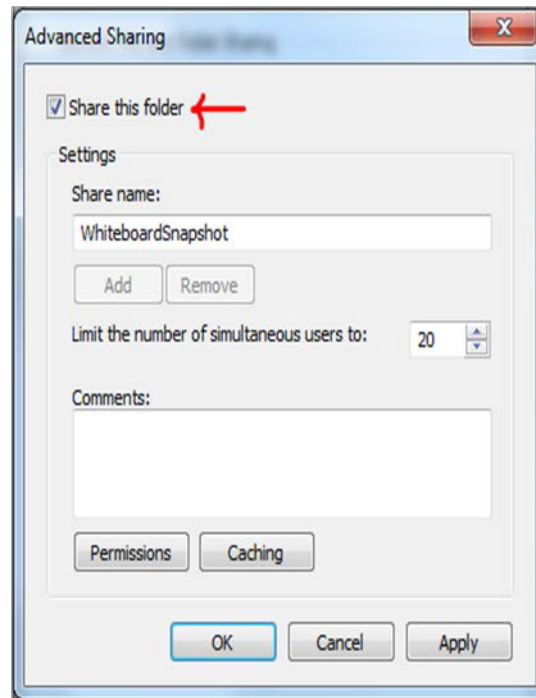 Advanced Sharing
Share this folder
Settings
Share name:
WhiteboardSnapshot
Add Remove
Limit the number of simultaneous users to: 20
Comments:
Permissions Caching
OK Cancel Apply